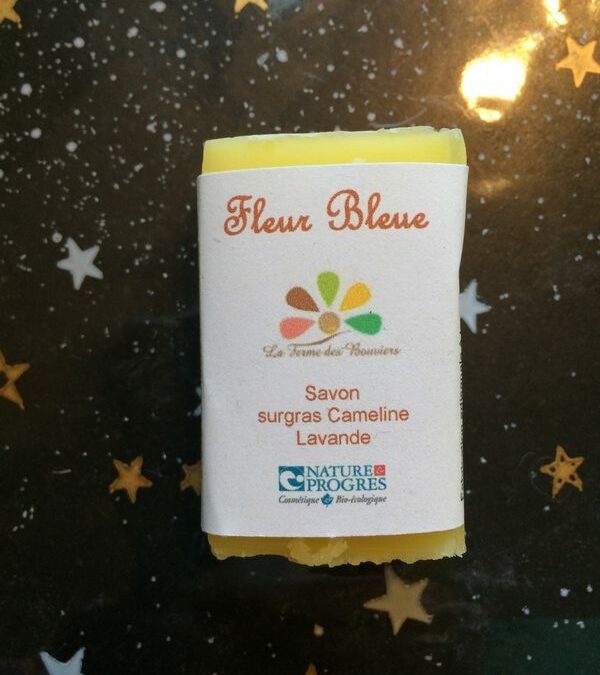 Fleur Bleue
La Ferme des Bouviers
Savon
surgras Cameline
Lavande
NATURE &
PROGRES
Cosmétique Bio-écologique